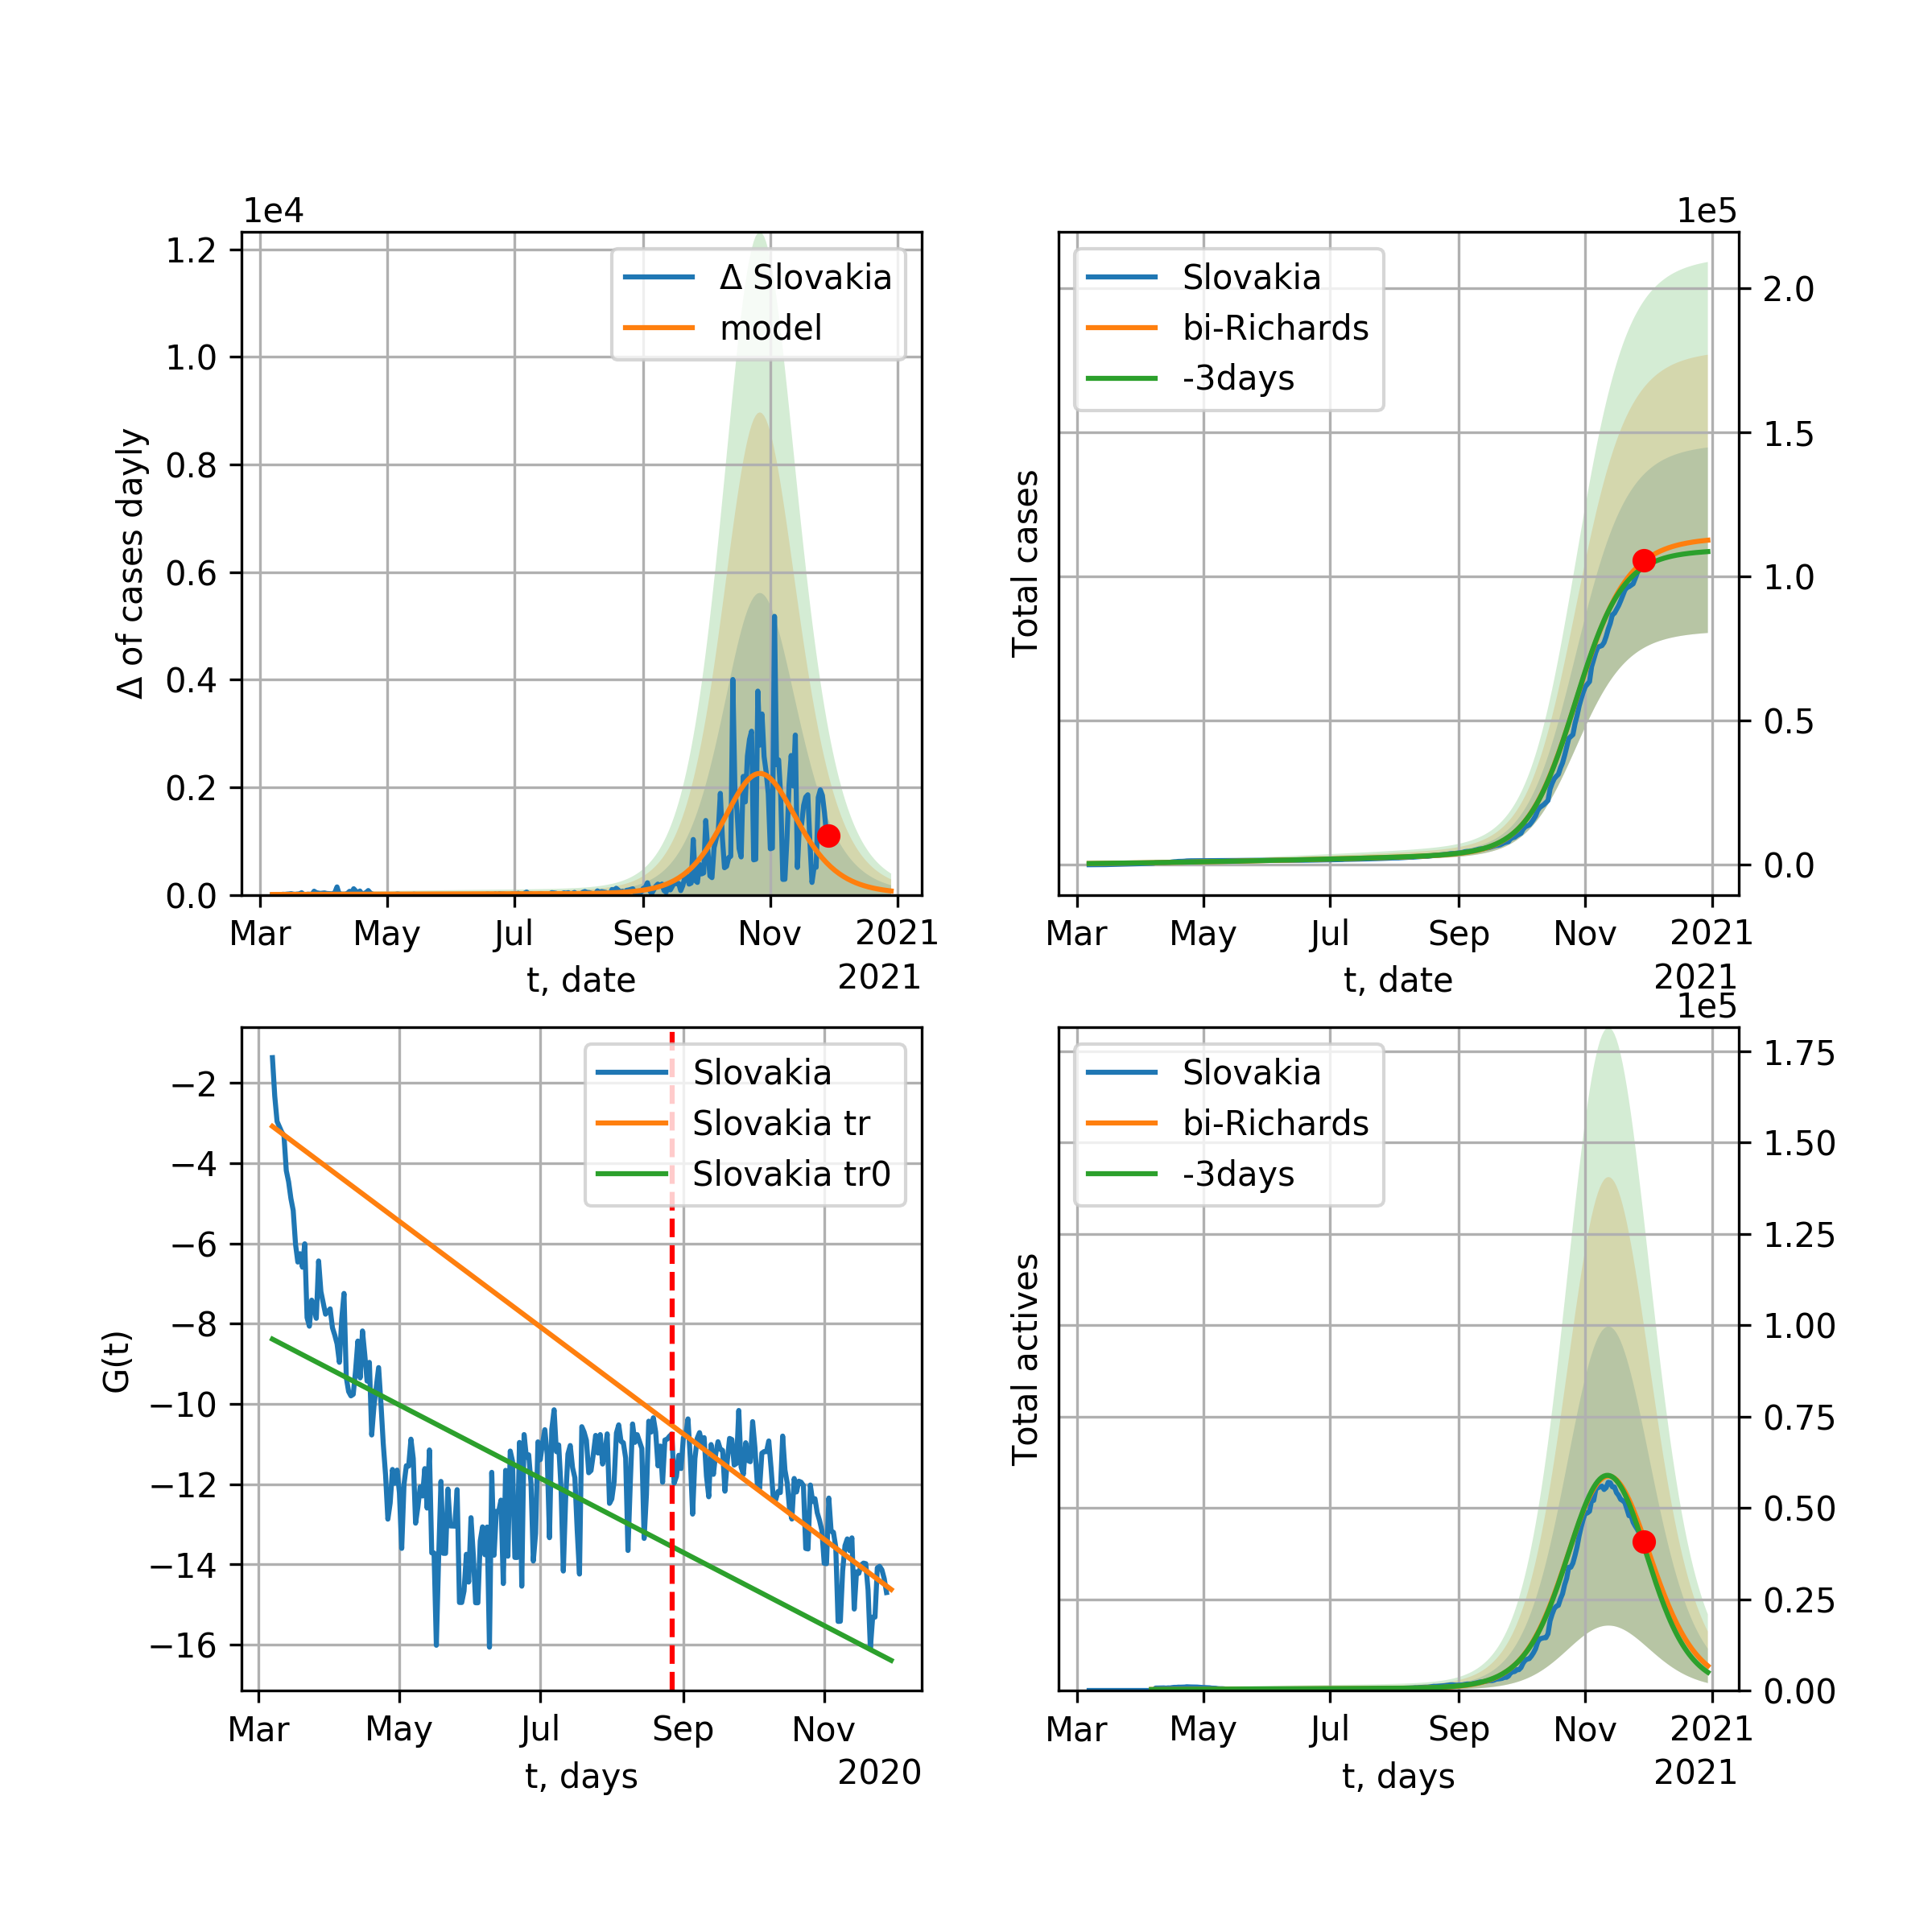 1e4
Δ of cases dayly
1.2
1.0
0.8
0.6
0.4
0.2
0.0
Δ Slovakia
model
Mar May Jul Sep Nov 2021
t, date
2021
1e5
Total cases
Slovakia
bi-Richards
-3days
2.0
1.5
1.0
0.5
0.0
Mar May Jul Sep Nov 2021
t, date
2021
G(t)
−2
−4
−6
−8
−10
−12
−14
−16
Slovakia
Slovakia tr
Slovakia tr0
Mar May Jul Sep Nov
t, days
2020
1e5
Total actives
Slovakia
bi-Richards
-3days
1.75
1.50
1.25
1.00
0.75
0.50
0.25
0.00
Mar May Jul Sep Nov 2021
t, days
2021